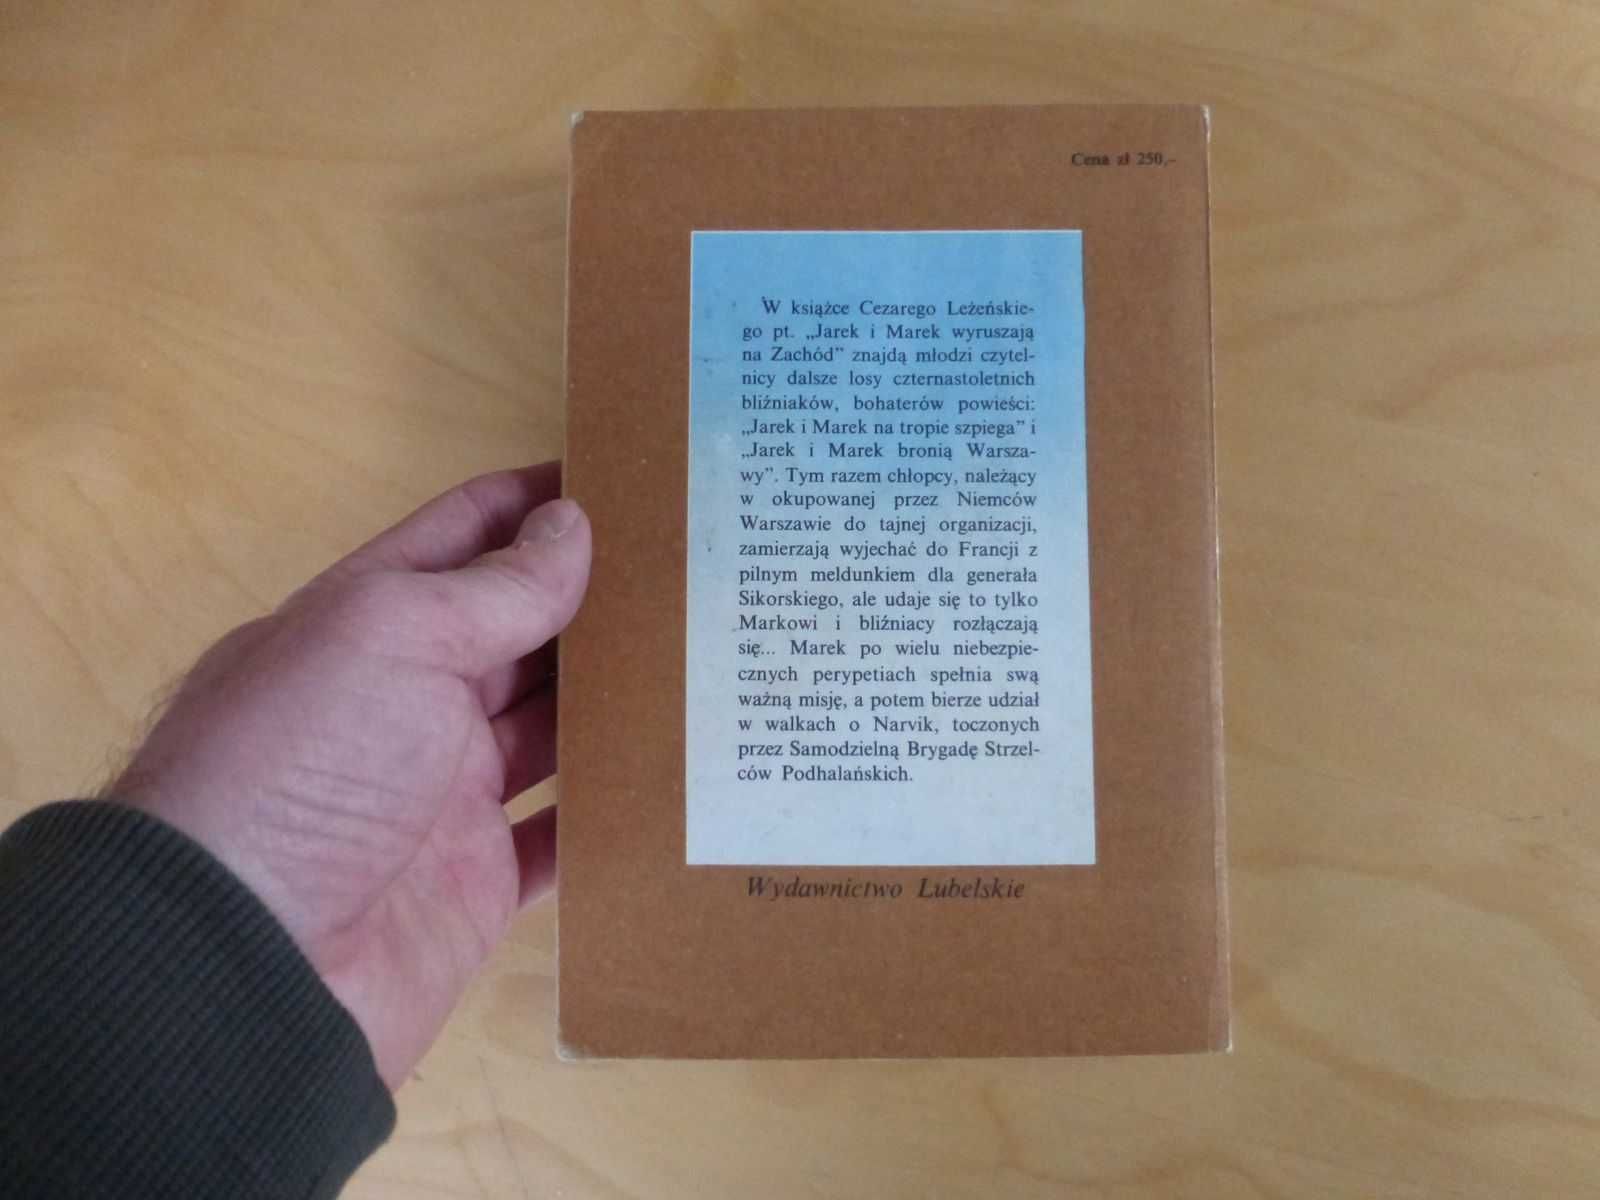 Cena zł 250,–
W książce Cezarego Leżeńskie-
go pt. „Jarek i Marek wyruszają
na Zachód” znajdą młodzi czytel-
nicy dalsze losy czternastoletnich
bliźniaków, bohaterów powieści:
„Jarek i Marek na tropie szpiega” i
„Jarek i Marek bronią Warsza-
wy”. Tym razem chłopcy, należący
w okupowanej przez Niemców
Warszawie do tajnej organizacji,
zamierzają wyjechać do Francji z
pilnym meldunkiem dla generała
Sikorskiego, ale udaje się to tylko
Markowi i bliźniacy rozłączają
się... Marek po wielu niebezpie-
cznych perypetiach spełnia swą
ważną misję, a potem bierze udział
w walkach o Narvik, toczonych
przez Samodzielną Brygadę Strzel-
ców Podhalańskich.
Wydawnictwo Lubelskie